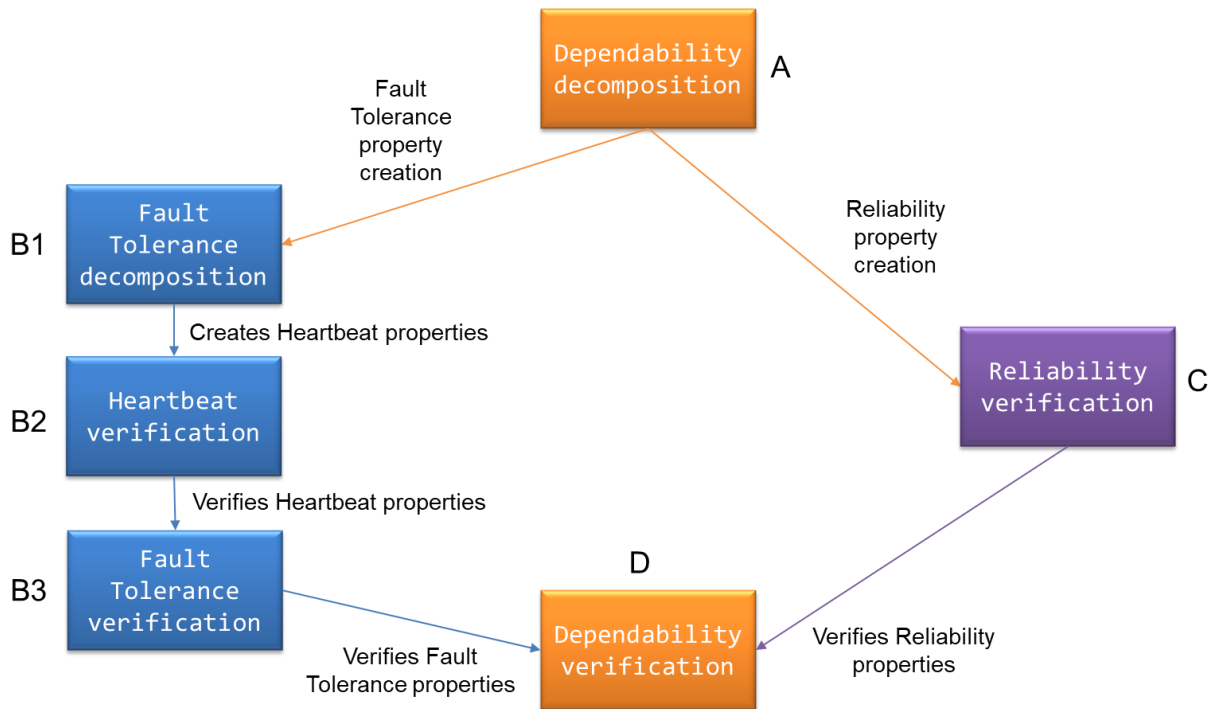 Dependability
decomposition
A
Fault
Tolerance
property
creation
Reliability
property
creation
B1
Fault
Tolerance
decomposition
Creates Heartbeat properties
B2
Heartbeat
verification
Reliability
verification
C
Verifies Heartbeat properties
B3
Fault
Tolerance
verification
D
Dependability
verification
Verifies Fault
Tolerance properties
Verifies Reliability
properties